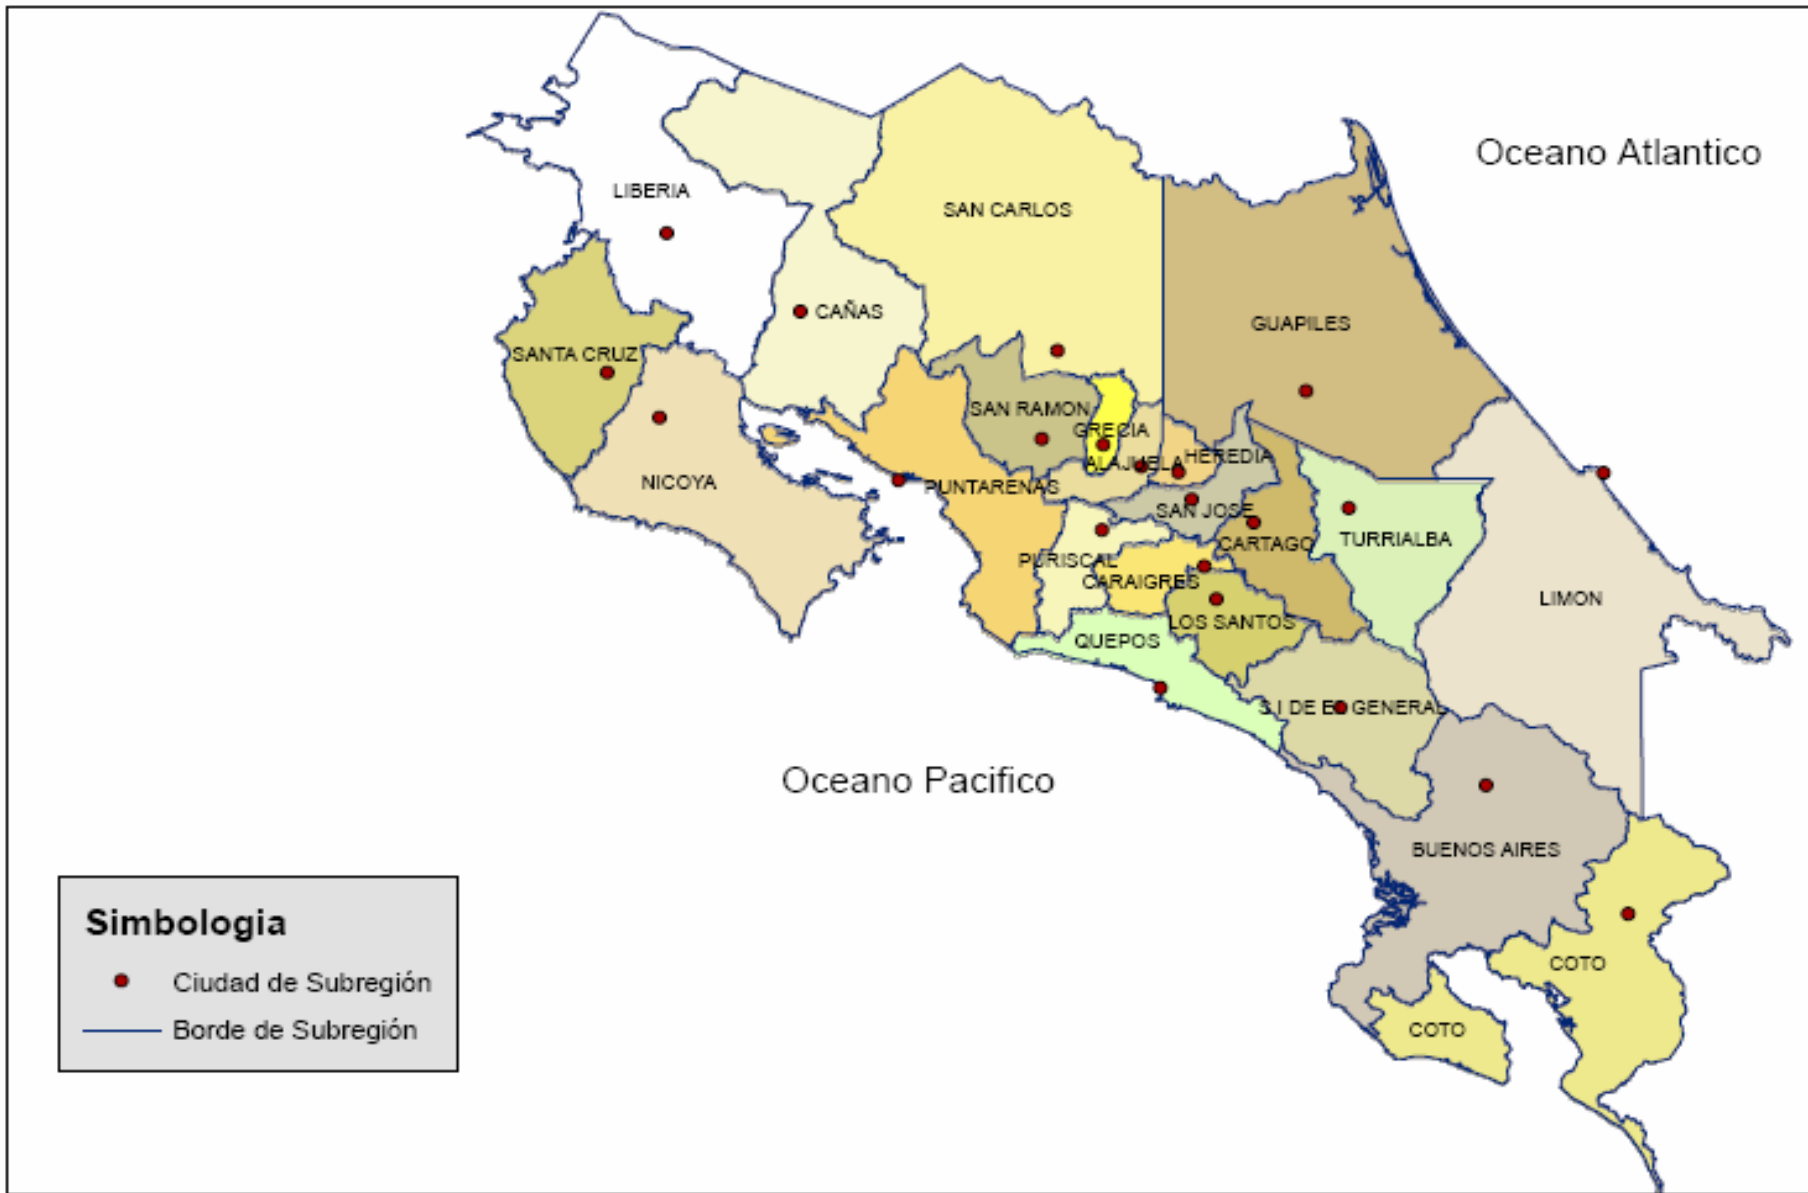 Oceano Atlantico
LIBERIA
SAN CARLOS
CAÑAS
GUAPILES
SANTA CRUZ
SAN RAMON
GRECIA
HEREDIA
ALAJUELA
NICOYA
PUNTARENAS
SAN JOSE
CARTAGO
TURRIALBA
PURISCAL
CARAIGRES
LIMON
LOS SANTOS
QUEPOS
S I DE EL GENERAL
Oceano Pacifico
BUENOS AIRES
COTO
COTO
Simbologia
Ciudad de Subregión
Borde de Subregión